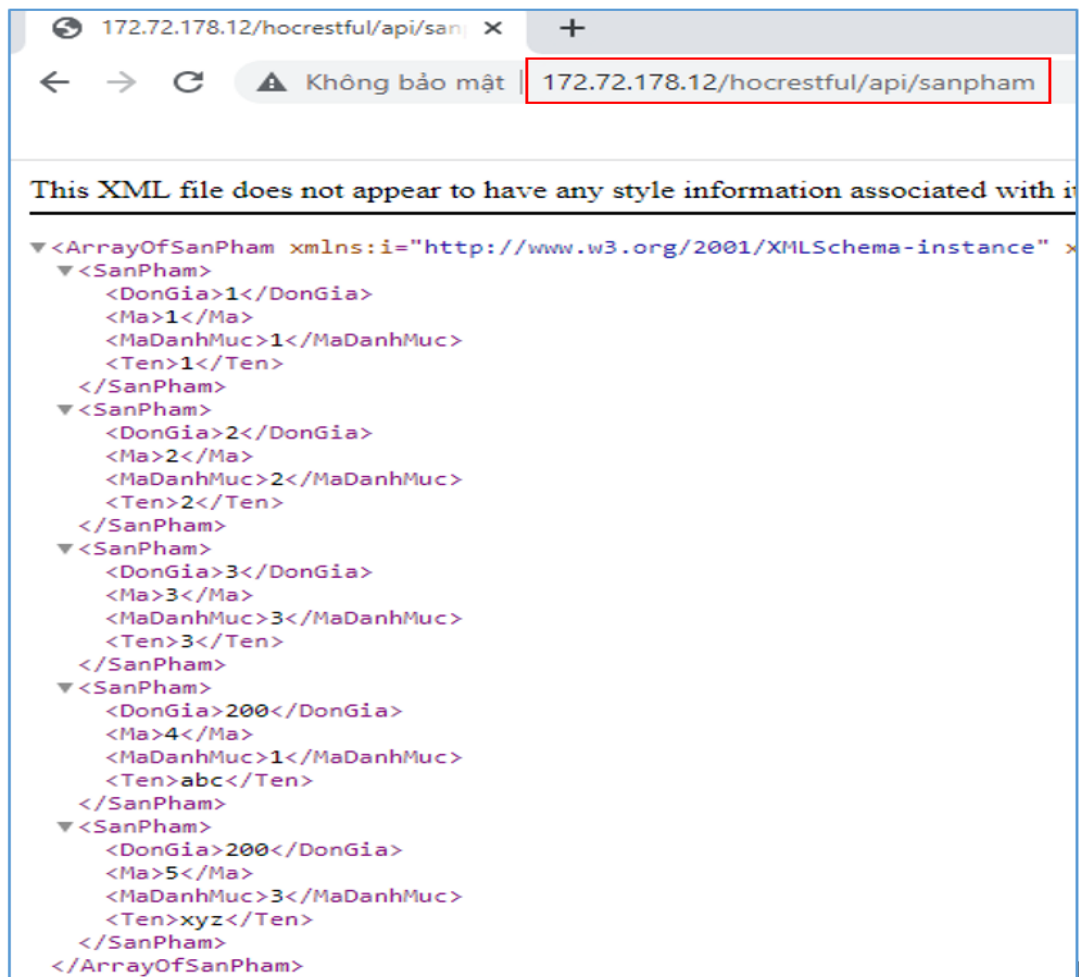 172.72.178.12/hocrestful/api/san
Không bảo mật | 172.72.178.12/hocrestful/api/sanpham
This XML file does not appear to have any style information associated with
<ArrayOfSanPham xmlns:i="http://www.w3.org/2001/XMLSchema-instance"
<SanPham>
<DonGia>1</DonGia>
<Ma>1</Ma>
<MaDanhMuc>1</MaDanhMuc>
<Ten>1</Ten>
</SanPham>
<SanPham>
<DonGia>2</DonGia>
<Ma>2</Ma>
<MaDanhMuc>2</MaDanhMuc>
<Ten>2</Ten>
</SanPham>
<SanPham>
<DonGia>3</DonGia>
<Ma>3</Ma>
<MaDanhMuc>3</MaDanhMuc>
<Ten>3</Ten>
</SanPham>
<SanPham>
<DonGia>200</DonGia>
<Ma>4</Ma>
<MaDanhMuc>1</MaDanhMuc>
<Ten>abc</Ten>
</SanPham>
<SanPham>
<DonGia>200</DonGia>
<Ma>5</Ma>
<MaDanhMuc>3</MaDanhMuc>
<Ten>xyz</Ten>
</SanPham>
</ArrayOfSanPham>